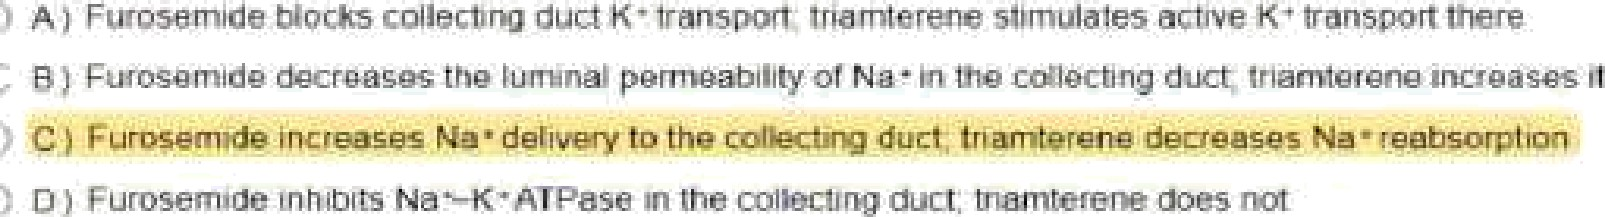 A) Furosemide blocks collecting duct K⁺ transport; triamterene stimulates active K⁺ transport there
B) Furosemide decreases the luminal permeability of Na⁺ in the collecting duct; triamterene increases it
C) Furosemide increases Na⁺ delivery to the collecting duct; triamterene decreases Na⁺ reabsorption
D) Furosemide inhibits Na⁺–K⁺ ATPase in the collecting duct; triamterene does not